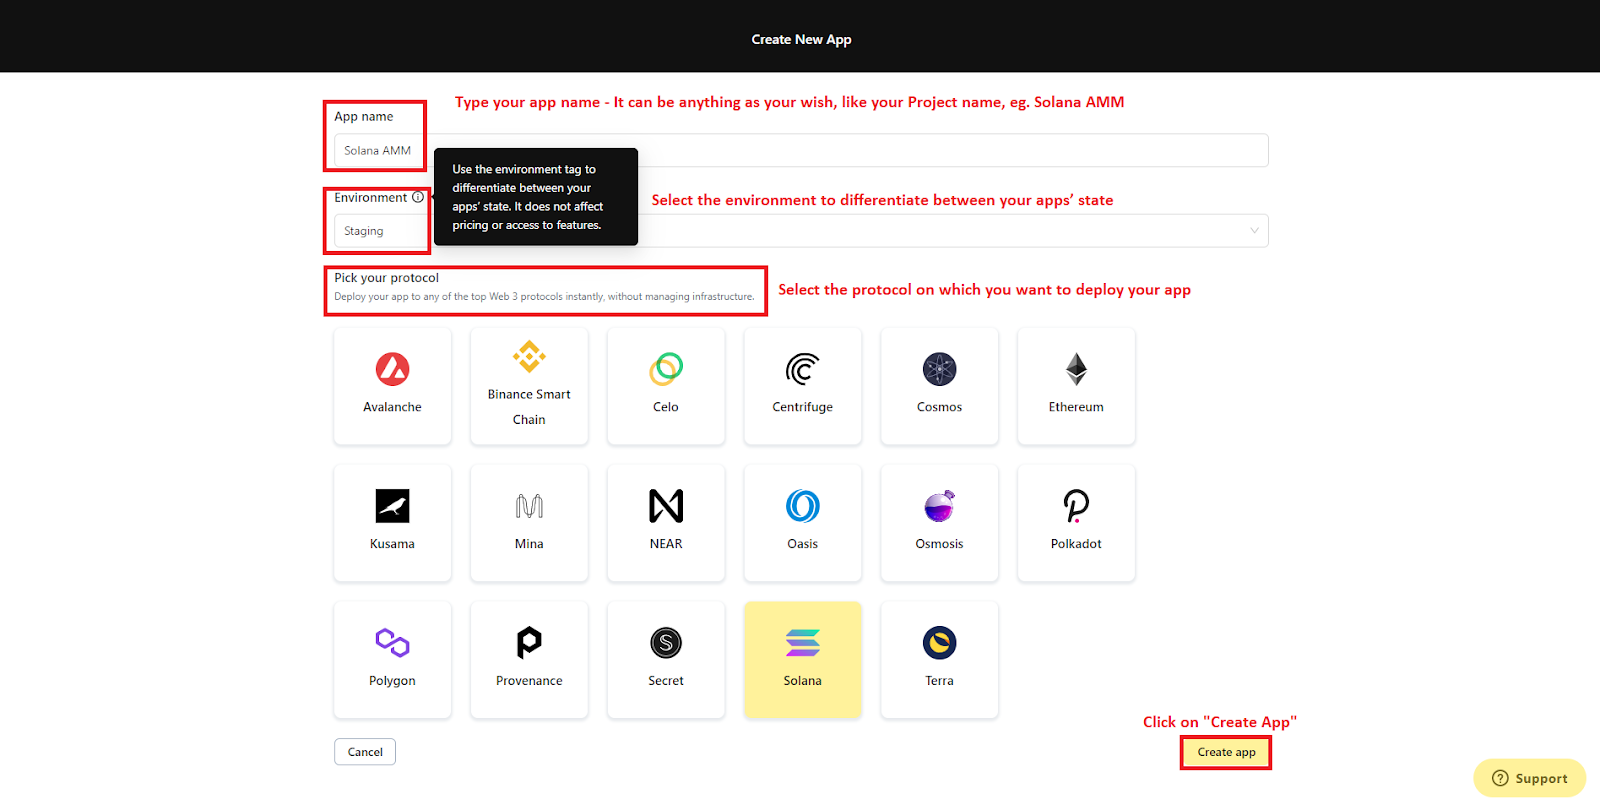 Create New App
Type your app name - It can be anything as your wish, like your Project name, eg. Solana AMM
App name
Solana AMM
Use the environment tag to
differentiate between your
apps’ state. It does not affect
pricing or access to features.
Environment
Select the environment to differentiate between your apps’ state
Staging
Pick your protocol
Deploy your app to any of the top Web 3 protocols instantly, without managing infrastructure.
Select the protocol on which you want to deploy your app
Avalanche
Binance Smart
Chain
Celo
Centrifuge
Cosmos
Ethereum
Kusama
Mina
NEAR
Oasis
Osmosis
Polkadot
Polygon
Provenance
Secret
Solana
Terra
Click on "Create App"
Cancel
Create app
Support